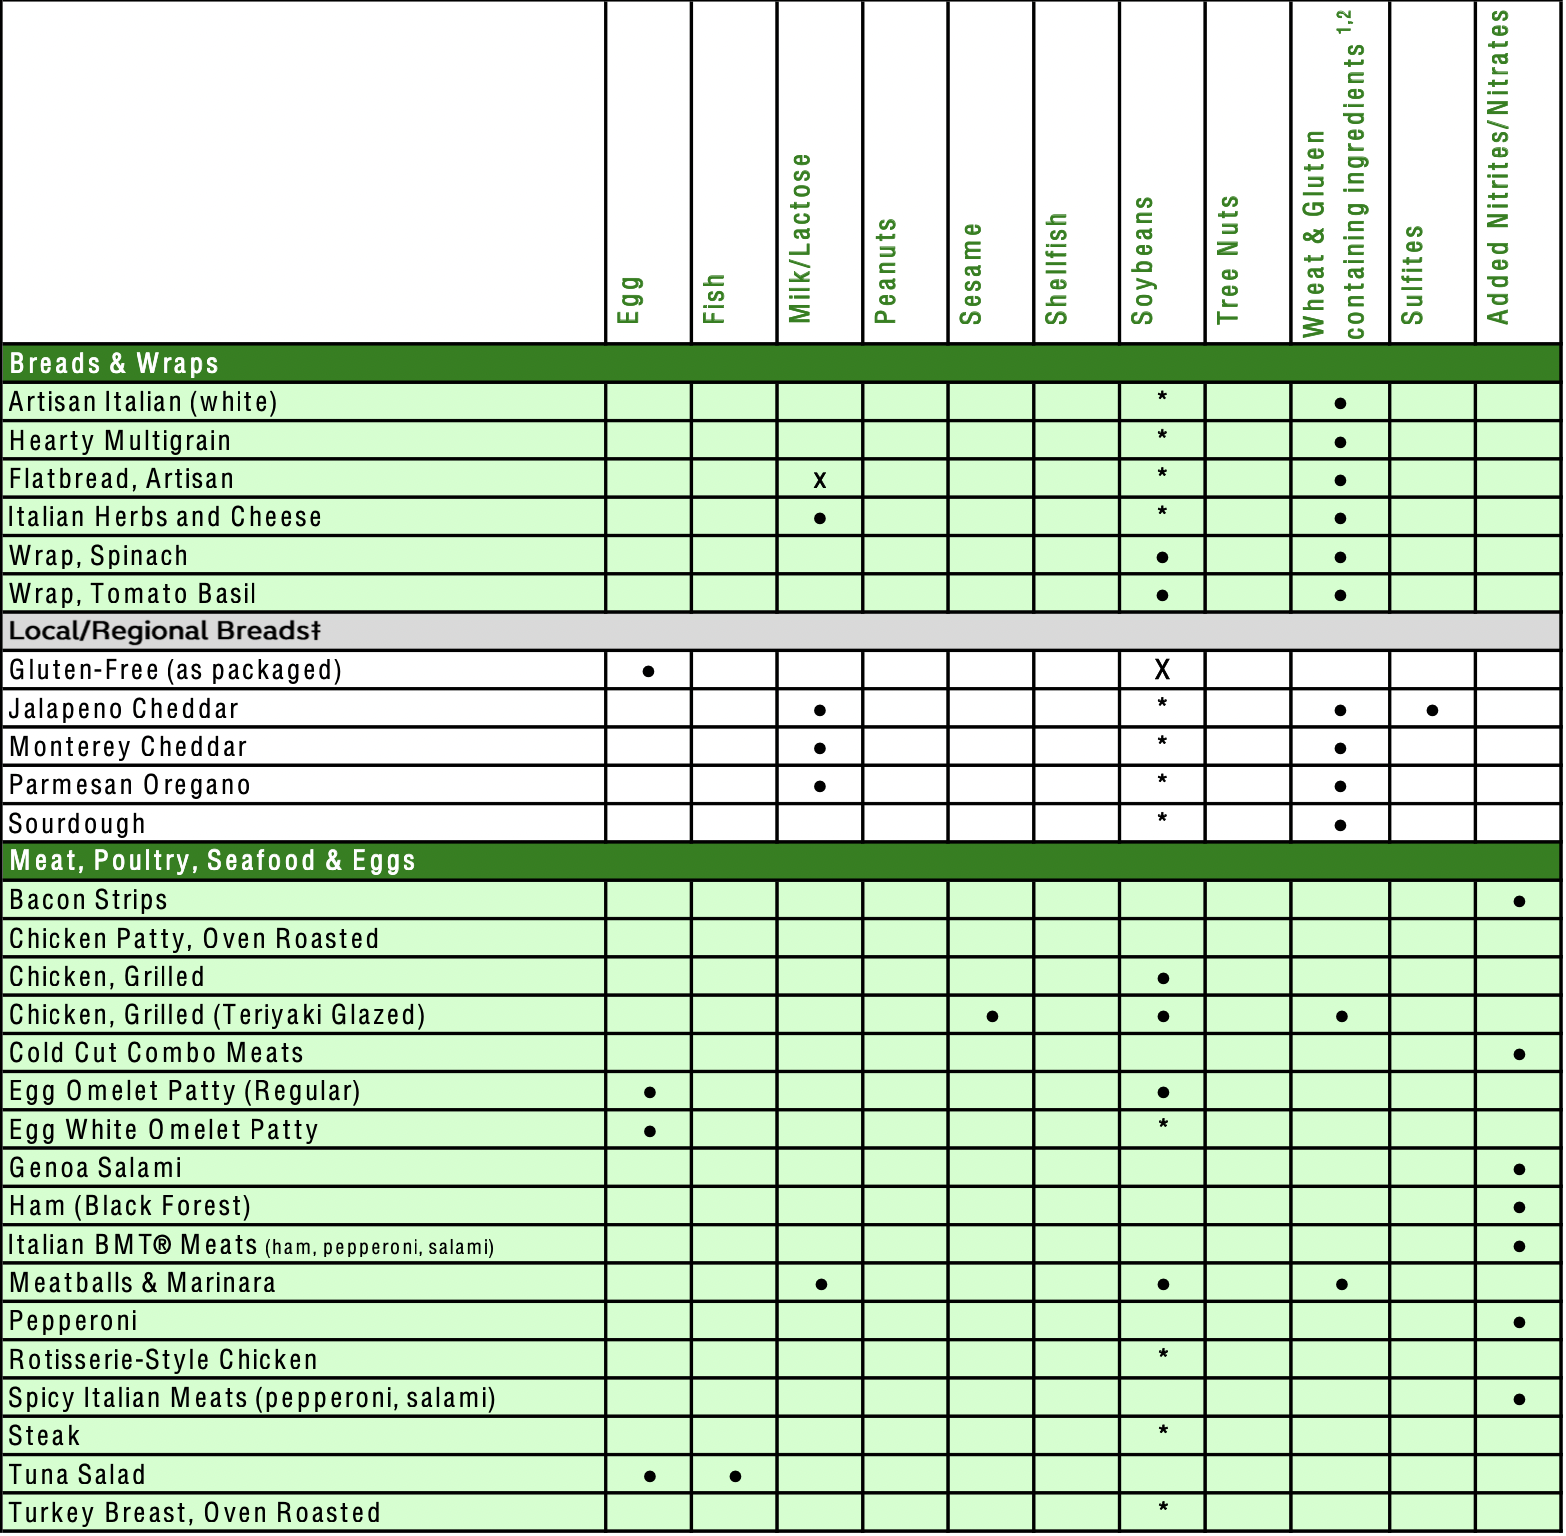 Egg
Fish
Milk/Lactose
Peanuts
Sesame
Shellfish
Soybeans
Tree Nuts
Wheat & Gluten
containing ingredients 1,2
Sulfites
Added Nitrites/Nitrates
Breads & Wraps
Artisan Italian (white) * ●
Hearty Multigrain * ●
Flatbread, Artisan x * ●
Italian Herbs and Cheese ● * ●
Wrap, Spinach ● ●
Wrap, Tomato Basil ● ●
Local/Regional Breads‡
Gluten-Free (as packaged) ● X
Jalapeno Cheddar ● * ● ●
Monterey Cheddar ● * ●
Parmesan Oregano ● * ●
Sourdough * ●
Meat, Poultry, Seafood & Eggs
Bacon Strips ●
Chicken Patty, Oven Roasted
Chicken, Grilled ●
Chicken, Grilled (Teriyaki Glazed) ● ● ●
Cold Cut Combo Meats ●
Egg Omelet Patty (Regular) ● ●
Egg White Omelet Patty ● *
Genoa Salami ●
Ham (Black Forest) ●
Italian BMT® Meats (ham, pepperoni, salami) ●
Meatballs & Marinara ● ● ●
Pepperoni ●
Rotisserie-Style Chicken *
Spicy Italian Meats (pepperoni, salami) ●
Steak *
Tuna Salad ● ●
Turkey Breast, Oven Roasted *